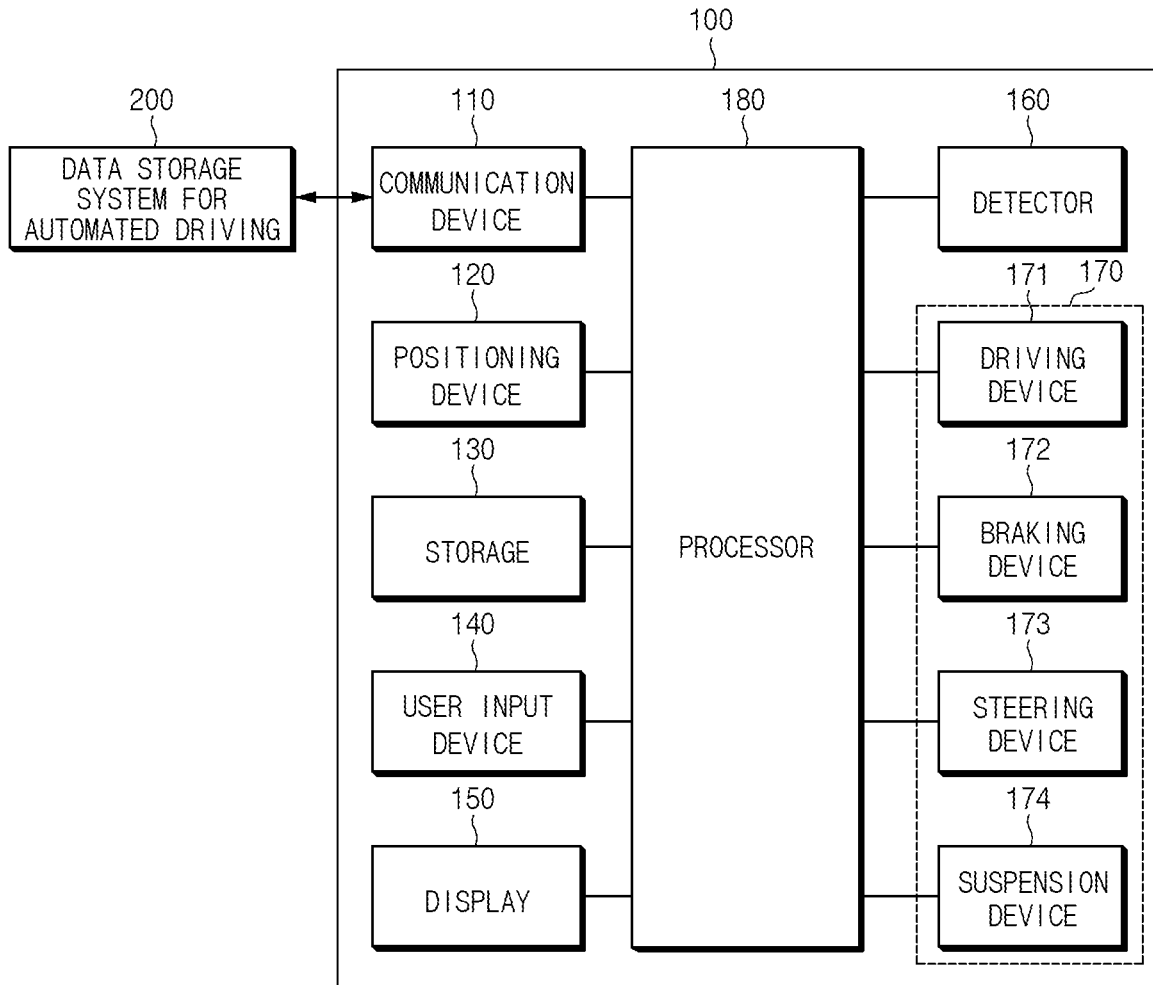 100
200
110
180
160
DATA STORAGE
SYSTEM FOR
AUTOMATED DRIVING
COMMUNICATION
DEVICE
DETECTOR
120
171
170
POSITIONING
DEVICE
DRIVING
DEVICE
130
172
STORAGE
PROCESSOR
BRAKING
DEVICE
140
173
USER INPUT
DEVICE
STEERING
DEVICE
150
174
DISPLAY
SUSPENSION
DEVICE